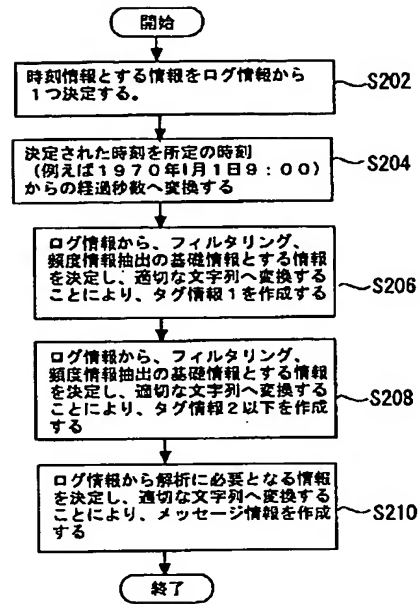 開始
時刻情報とする情報をログ情報から
1つ決定する。
S202
決定された時刻を所定の時刻
(例えば1970年1月1日9:00)
からの経過秒数へ変換する
S204
ログ情報から、フィルタリング、
頻度情報抽出の基礎情報とする情報
を決定し、適切な文字列へ変換する
ことにより、タグ情報1を作成する
S206
ログ情報から、フィルタリング、
頻度情報抽出の基礎情報とする情報
を決定し、適切な文字列へ変換する
ことにより、タグ情報2以下を作成
する
S208
ログ情報から解析に必要となる情報
を決定し、適切な文字列へ変換する
ことにより、メッセージ情報を作成
する
S210
終了